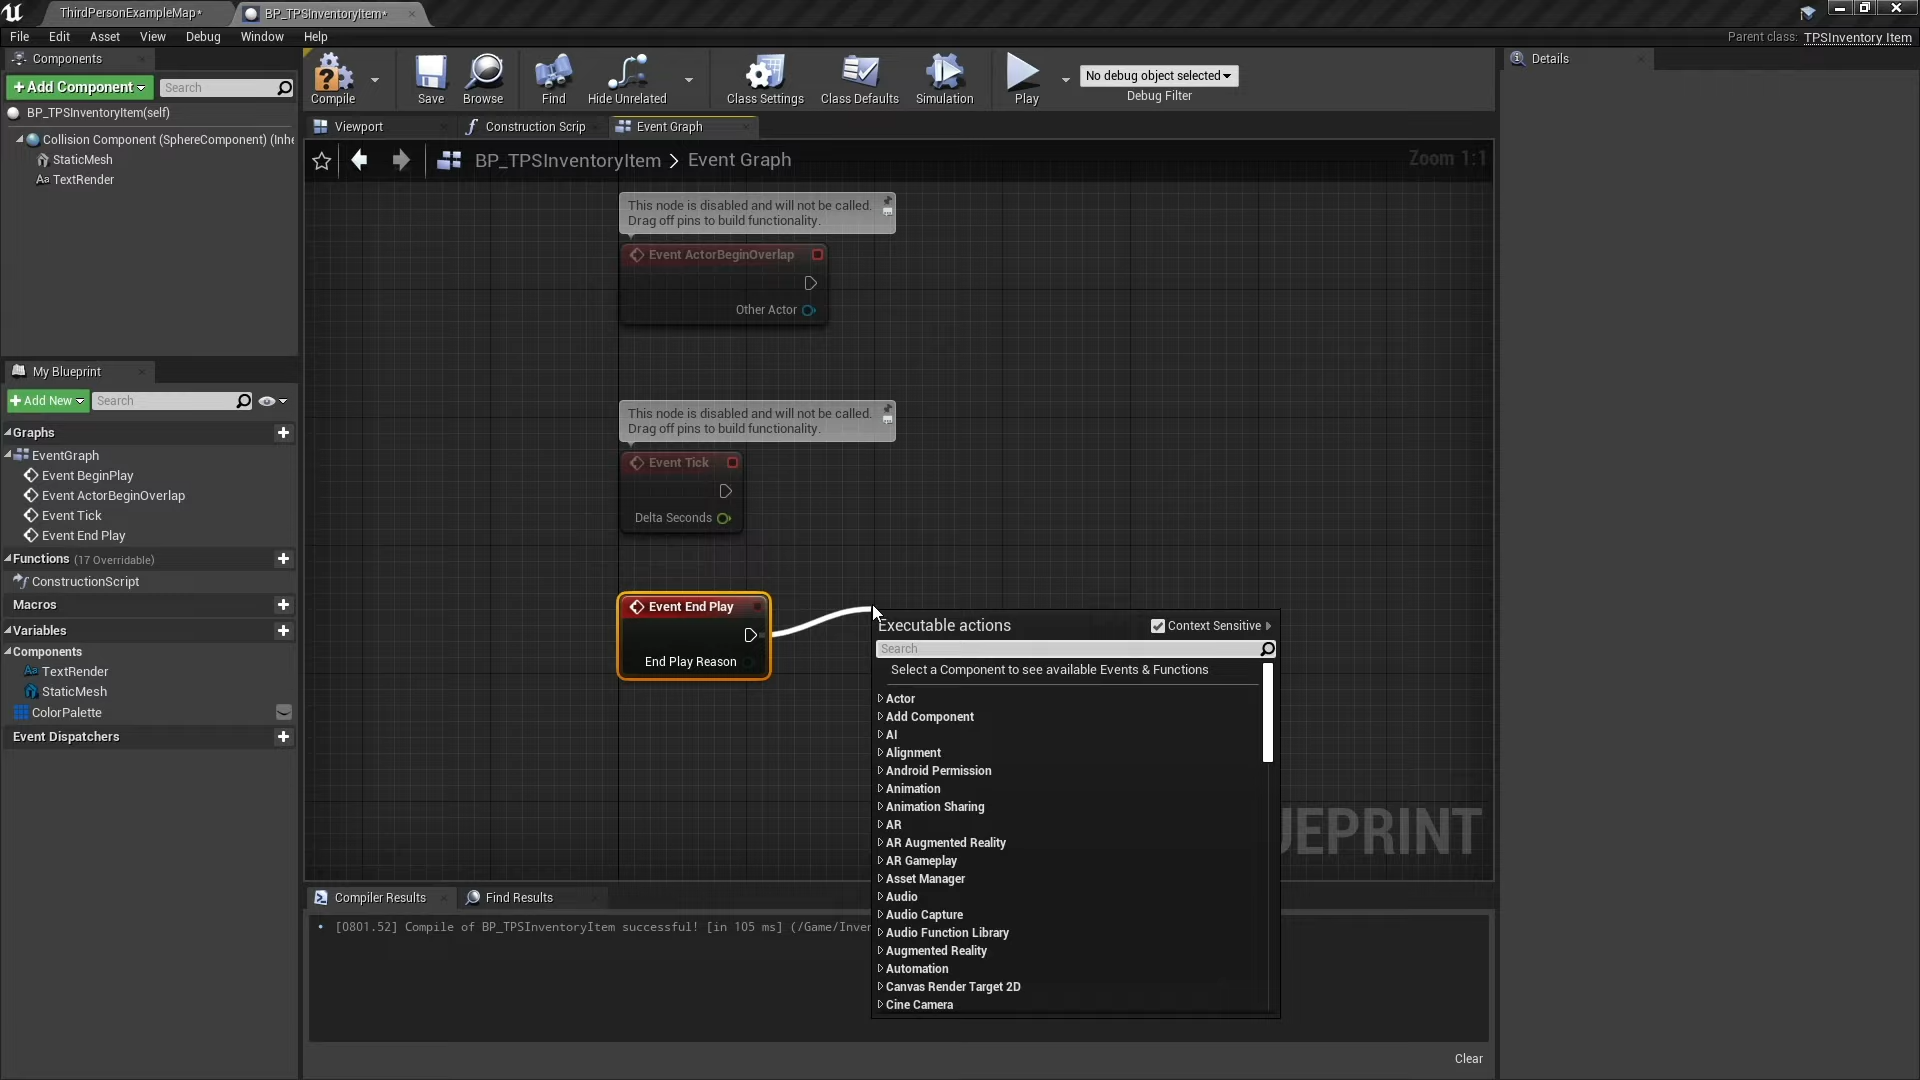 ThirdPersonExampleMap*
BP_TPSInventoryItem*
File Edit Asset View Debug Window Help
Parent class: TPSInventory Item
Components
+Add Component
Search
BP_TPSInventoryItem(self)
Collision Component (SphereComponent) (Inhe
StaticMesh
TextRender
Compile
Save
Browse
Find
Hide Unrelated
Class Settings
Class Defaults
Simulation
Play
No debug object selected
Debug Filter
Details
Viewport
Construction Scrip
Event Graph
BP_TPSInventoryItem > Event Graph
Zoom 1:1
This node is disabled and will not be called.
Drag off pins to build functionality.
Event ActorBeginOverlap
Other Actor
This node is disabled and will not be called.
Drag off pins to build functionality.
Event Tick
Delta Seconds
Event End Play
End Play Reason
My Blueprint
+Add New
Search
Graphs
EventGraph
Event BeginPlay
Event ActorBeginOverlap
Event Tick
Event End Play
Functions (17 Overridable)
ConstructionScript
Macros
Variables
Components
TextRender
StaticMesh
ColorPalette
Event Dispatchers
Executable actions
Context Sensitive
Search
Select a Component to see available Events & Functions
Actor
Add Component
AI
Alignment
Android Permission
Animation
Animation Sharing
AR
AR Augmented Reality
AR Gameplay
Asset Manager
Audio
Audio Capture
Audio Function Library
Augmented Reality
Automation
Canvas Render Target 2D
Cine Camera
UEPRINT
Compiler Results
Find Results
[0801.52] Compile of BP_TPSInventoryItem successful! [in 105 ms] (/Game/Inven
Clear